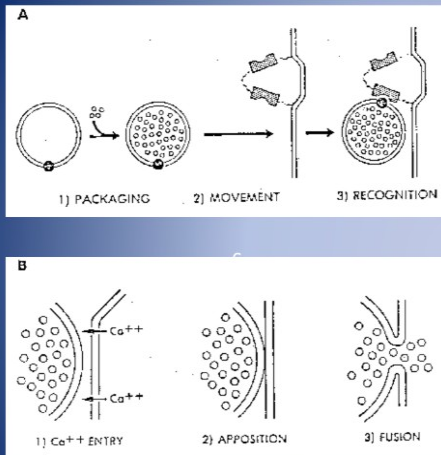 A
1) PACKAGING 2) MOVEMENT 3) RECOGNITION
C
B
Ca++
Ca++
1) Ca++ ENTRY 2) APPOSITION 3) FUSION